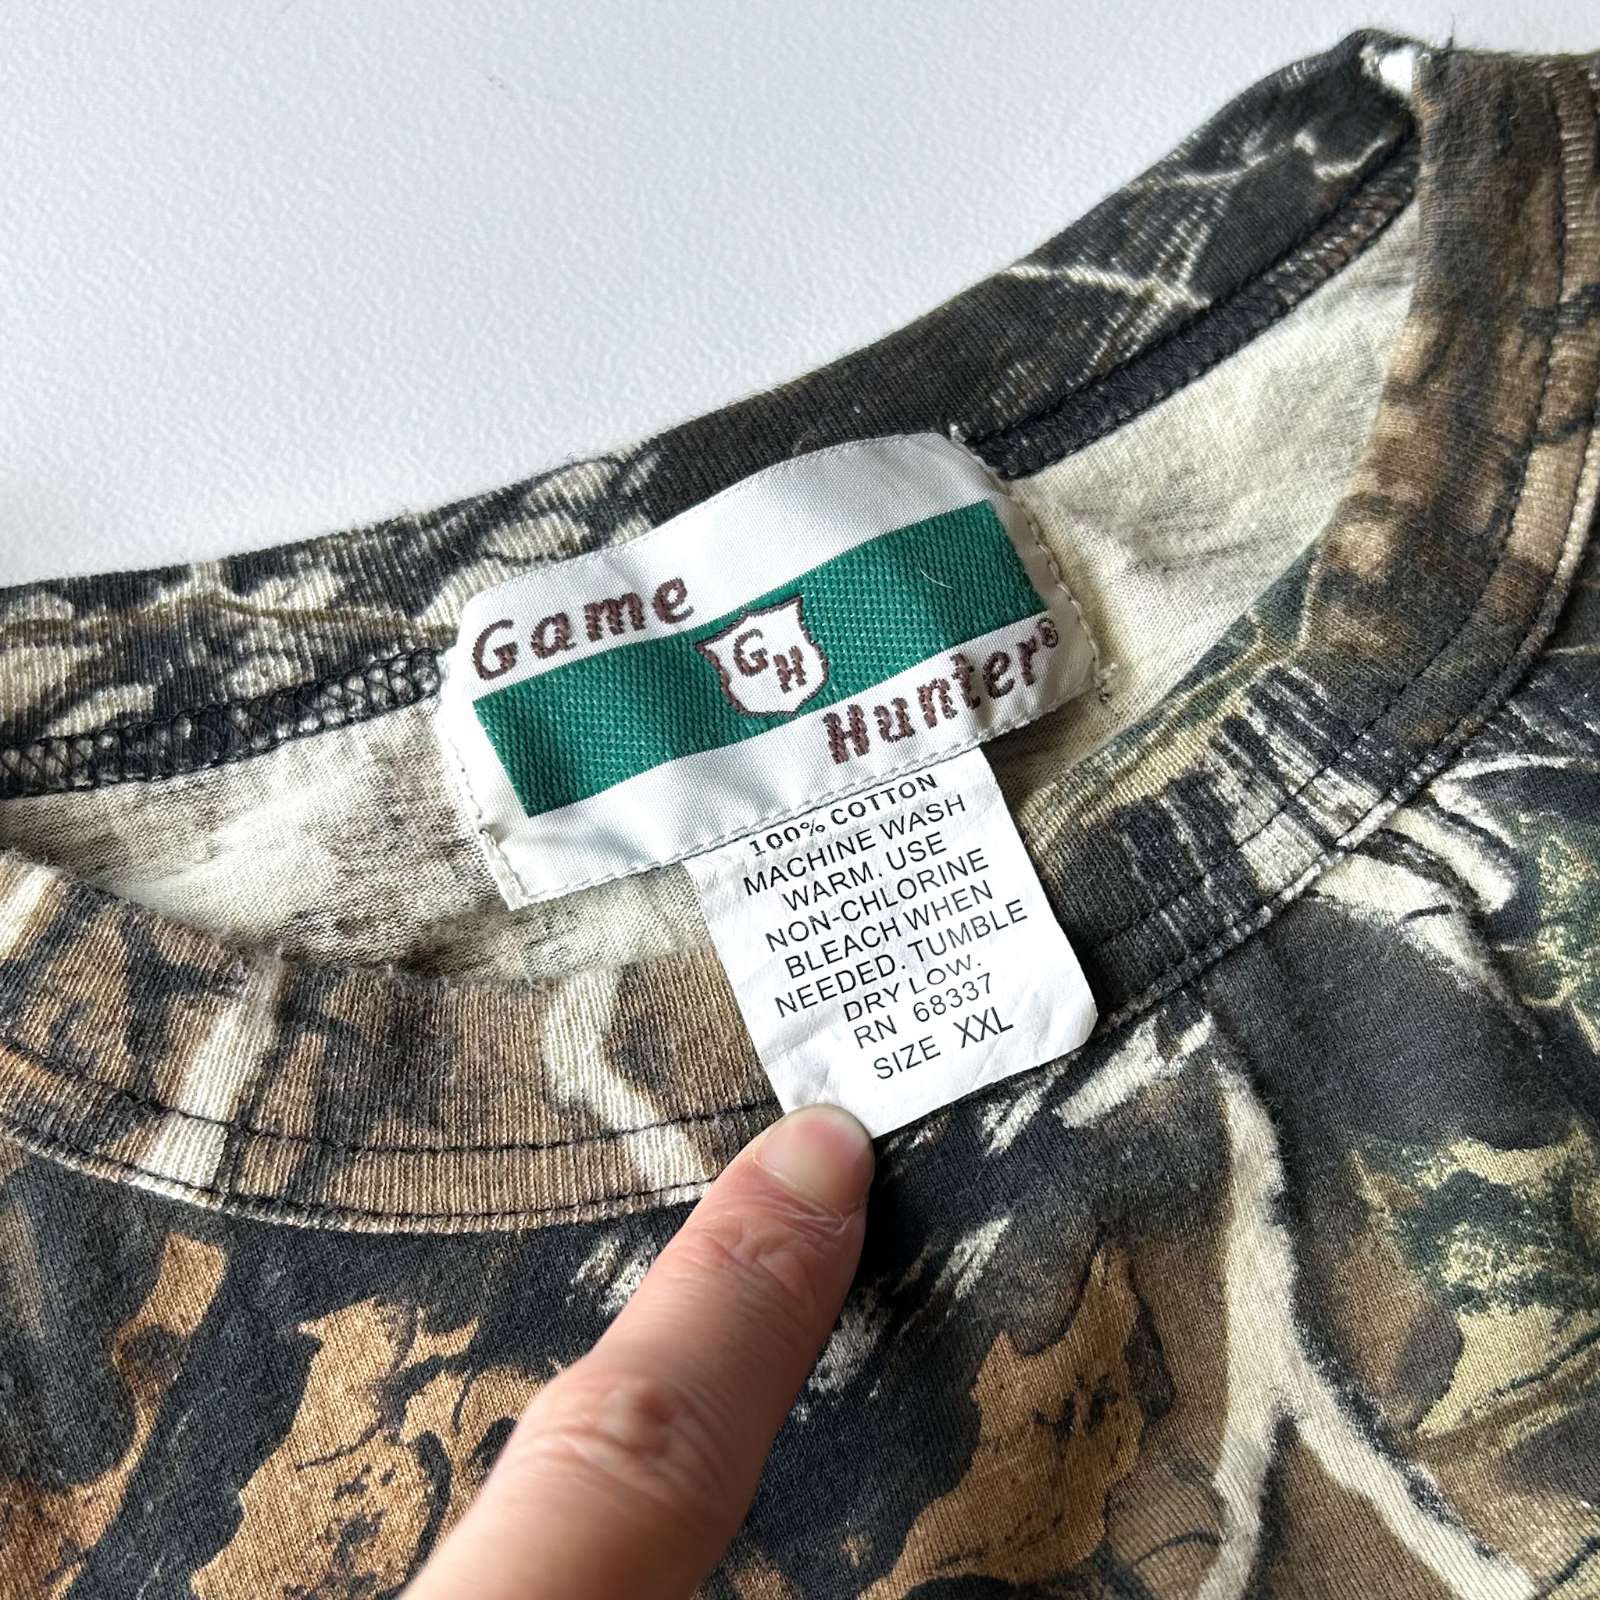 Game
GH
Hunter®
100% COTTON
MACHINE WASH
WARM. USE
NON-CHLORINE
BLEACH WHEN
NEEDED. TUMBLE
DRY LOW.
RN 68337
SIZE XXL